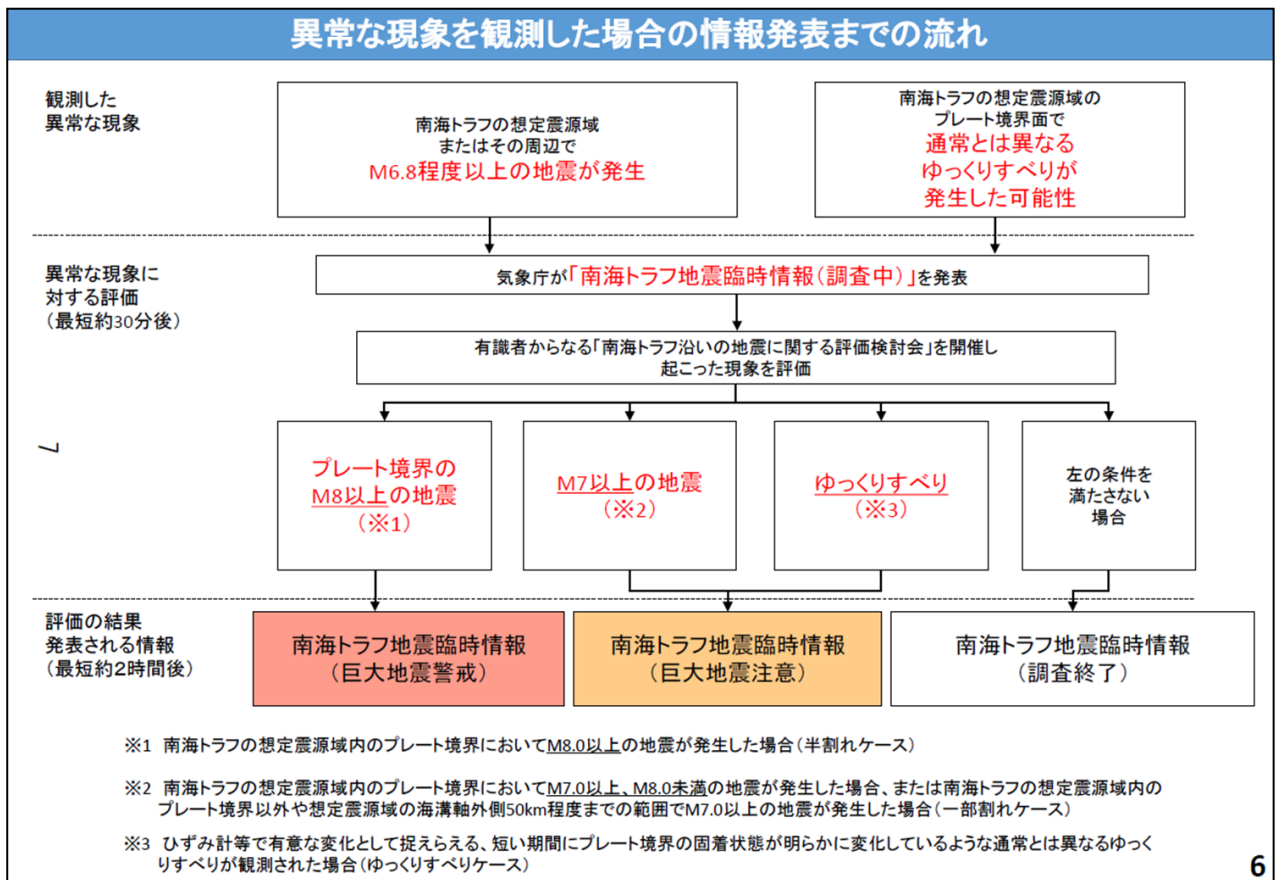 異常な現象を観測した場合の情報発表までの流れ
観測した
異常な現象
南海トラフの想定震源域
またはその周辺で
M6.8程度以上の地震が発生
南海トラフの想定震源域の
プレート境界面で
通常とは異なる
ゆっくりすべりが
発生した可能性
異常な現象に
対する評価
(最短約30分後)
気象庁が「南海トラフ地震臨時情報(調査中)」を発表
有識者からなる「南海トラフ沿いの地震に関する評価検討会」を開催し
起こった現象を評価
プレート境界の
M8以上の地震
(※1)
M7以上の地震
(※2)
ゆっくりすべり
(※3)
左の条件を
満たさない
場合
7
評価の結果
発表される情報
(最短約2時間後)
南海トラフ地震臨時情報
(巨大地震警戒)
南海トラフ地震臨時情報
(巨大地震注意)
南海トラフ地震臨時情報
(調査終了)
※1 南海トラフの想定震源域内のプレート境界においてM8.0以上の地震が発生した場合(半割れケース)
※2 南海トラフの想定震源域内のプレート境界においてM7.0以上、M8.0未満の地震が発生した場合、または南海トラフの想定震源域内の
プレート境界以外や想定震源域の海溝軸外側50km程度までの範囲でM7.0以上の地震が発生した場合(一部割れケース)
※3 ひずみ計等で有意な変化として捉えらえる、短い期間にプレート境界の固着状態が明らかに変化しているような通常とは異なるゆっく
りすべりが観測された場合(ゆっくりすべりケース)
6